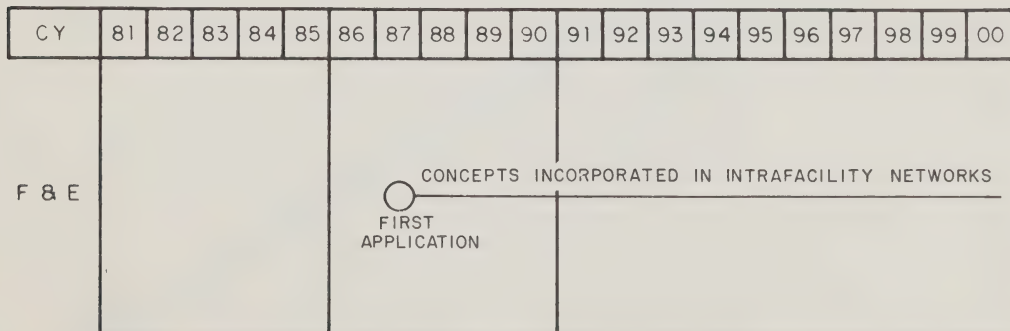 CY 81 82 83 84 85 86 87 88 89 90 91 92 93 94 95 96 97 98 99 00
CONCEPTS INCORPORATED IN INTRAFACILITY NETWORKS
F & E
FIRST
APPLICATION